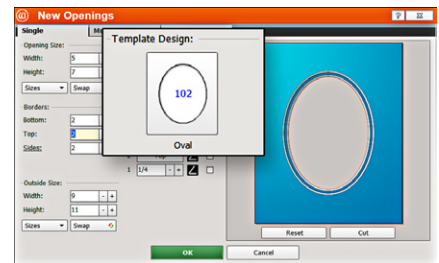 New Openings
Single
Template Design:
Opening Size:
Width: 5
Height: 7
Sizes Swap
102
Oval
Borders:
Bottom: 2
Top: 2
Sides: 2
1 1/4 - +
Outside Size:
Width: 9 - +
Height: 11 - +
Sizes Swap
Reset Cut
OK Cancel